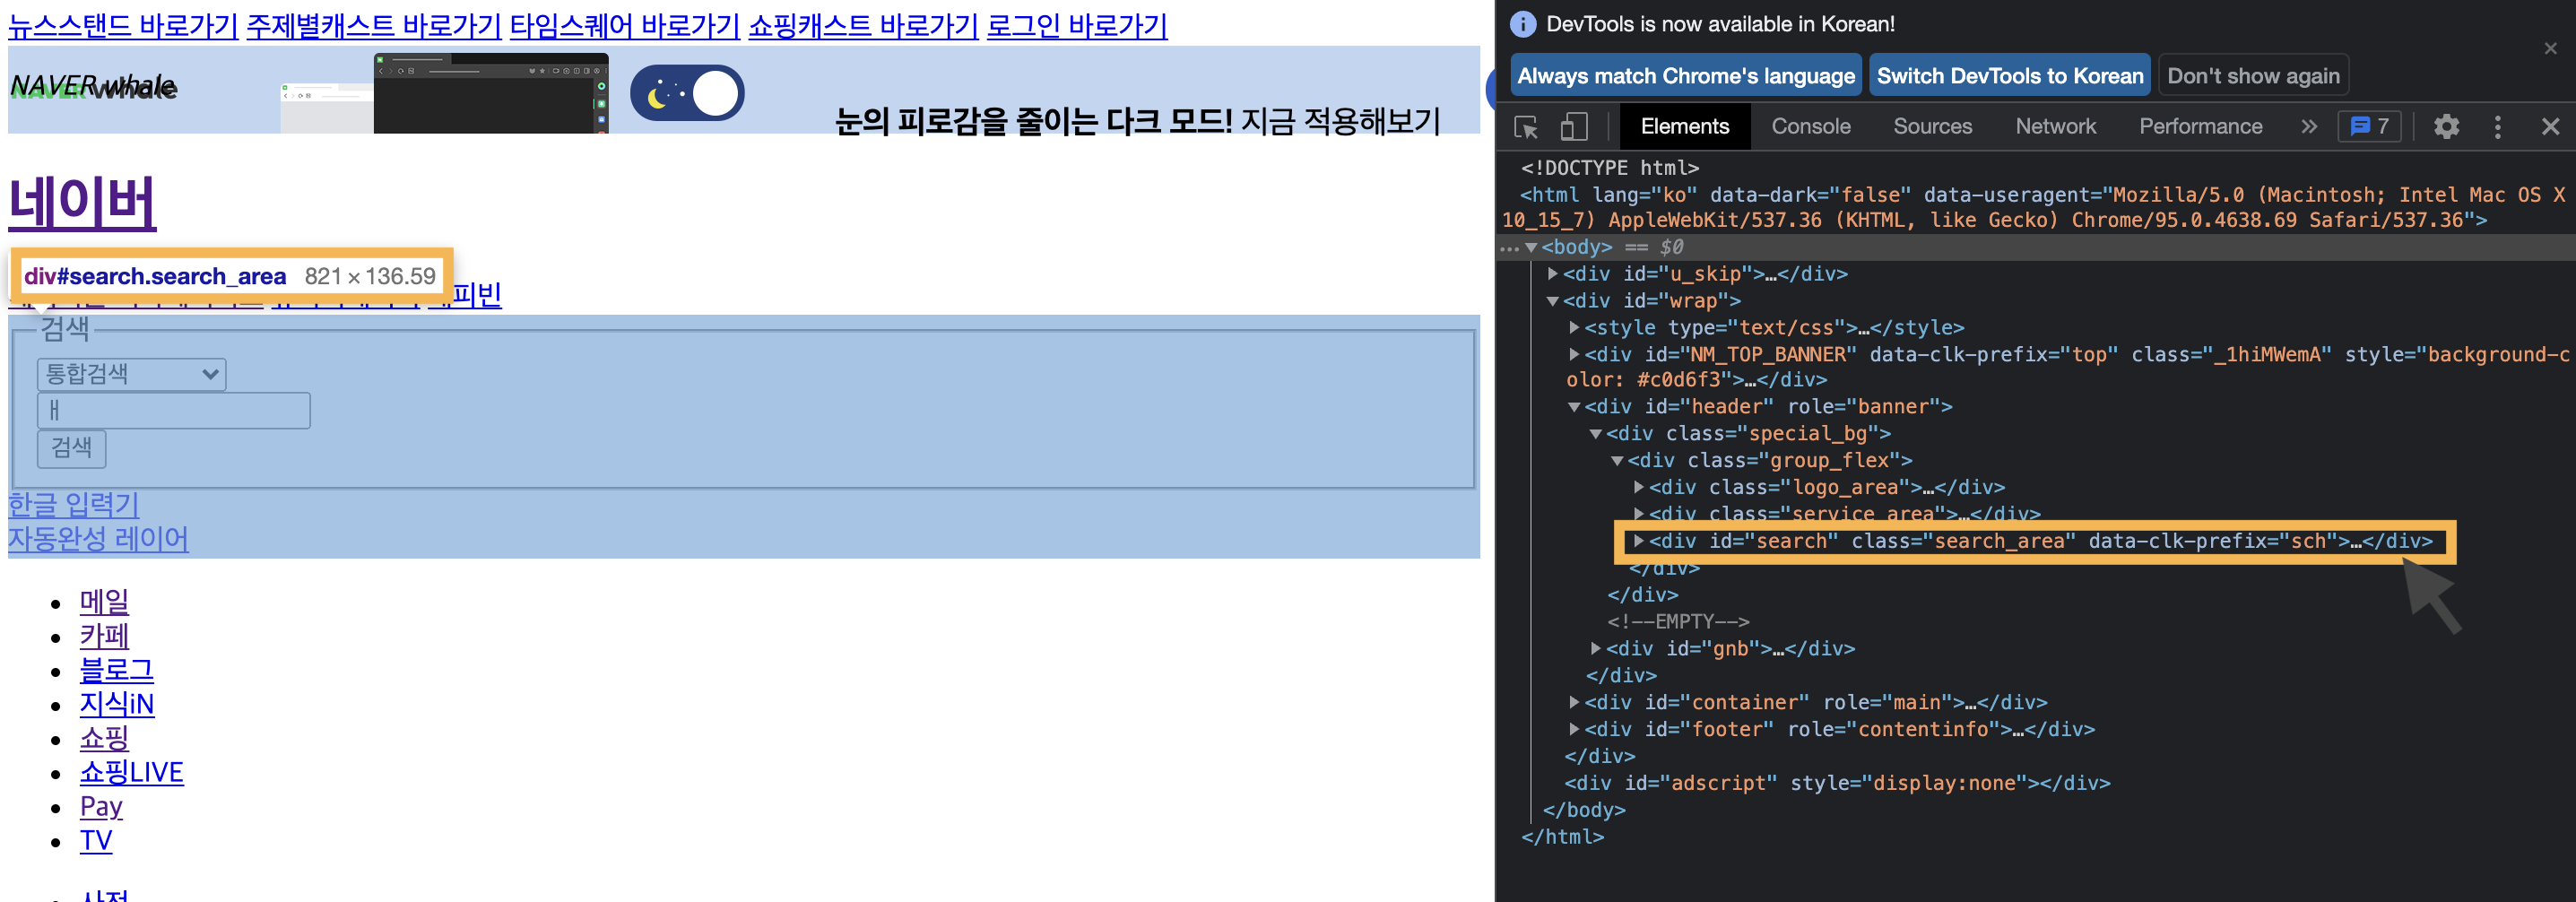 뉴스스탠드 바로가기 주제별캐스트 바로가기 타임스퀘어 바로가기 쇼핑캐스트 바로가기 로그인 바로가기
NAVER whale
눈의 피로감을 줄이는 다크 모드! 지금 적용해보기
네이버
div#search.search_area 821 × 136.59
피빈
검색
통합검색
ㅐ
검색
한글 입력기
자동완성 레이어
메일
카페
블로그
지식iN
쇼핑
쇼핑LIVE
Pay
TV
사전
DevTools is now available in Korean!
Always match Chrome's language Switch DevTools to Korean Don't show again
Elements Console Sources Network Performance 7
<!DOCTYPE html>
<html lang="ko" data-dark="false" data-useragent="Mozilla/5.0 (Macintosh; Intel Mac OS X
10_15_7) AppleWebKit/537.36 (KHTML, like Gecko) Chrome/95.0.4638.69 Safari/537.36">
… <body> == $0
<div id="u_skip">…</div>
<div id="wrap">
<style type="text/css">…</style>
<div id="NM_TOP_BANNER" data-clk-prefix="top" class="_1hiMWemA" style="background-c
olor: #c0d6f3">…</div>
<div id="header" role="banner">
<div class="special_bg">
<div class="group_flex">
<div class="logo_area">…</div>
<div class="service_area">…</div>
<div id="search" class="search_area" data-clk-prefix="sch">…</div>
</div>
</div>
<!--EMPTY-->
<div id="gnb">…</div>
</div>
<div id="container" role="main">…</div>
<div id="footer" role="contentinfo">…</div>
</div>
<div id="adscript" style="display:none"></div>
</body>
</html>